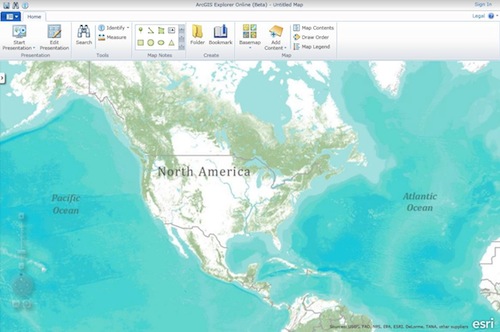 ArcGIS Explorer Online (Beta) - Untitled Map
Sign In
Home
Legal
Start Presentation
Edit Presentation
Presentation
Search
Identify
Measure
Tools
Map Notes
Folder
Bookmark
Create
Basemap
Add Content
Map Contents
Draw Order
Map Legend
Map
North America
Pacific
Ocean
Atlantic
Ocean
Sources: USGS, FAO, NPS, EPA, ESRI, DeLorme, TANA, other suppliers
esri